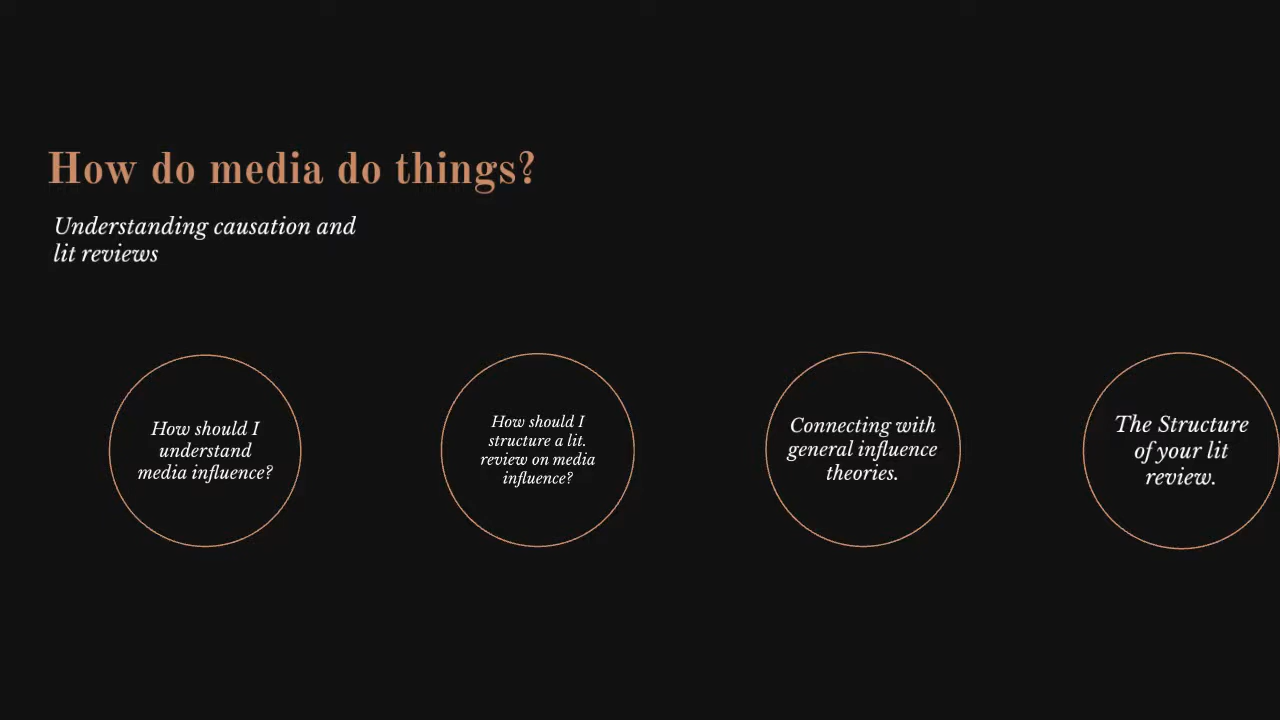 How do media do things?
Understanding causation and
lit reviews
How should I
understand
media influence?
How should I
structure a lit.
review on media
influence?
Connecting with
general influence
theories.
The Structure
of your lit
review.